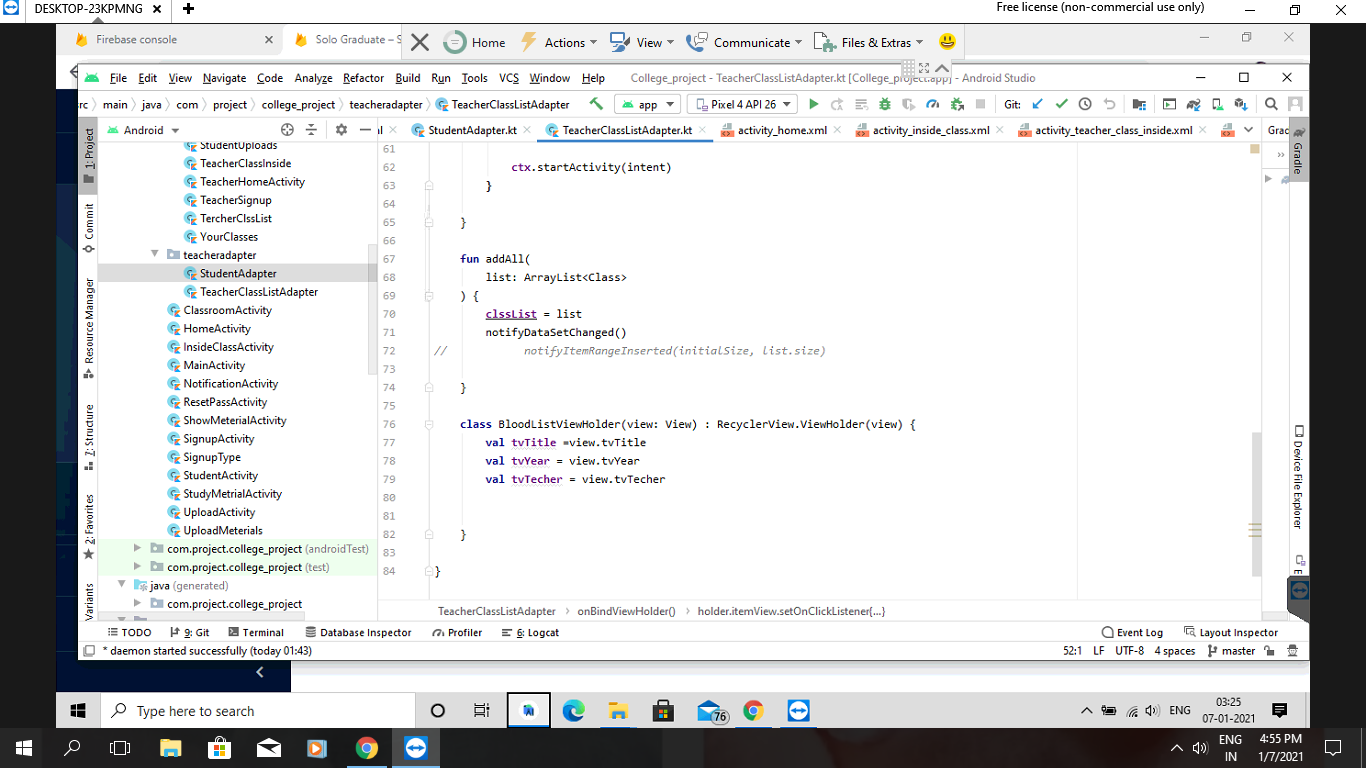 DESKTOP-23KPMNG
Free license (non-commercial use only)
Firebase console
Solo Graduate – S
Home
Actions
View
Communicate
Files & Extras
File Edit View Navigate Code Analyze Refactor Build Run Tools VCS Window Help College_project - TeacherClassListAdapter.kt [College_project.app] - Android Studio
rc main java com project college_project teacheradapter TeacherClassListAdapter app Pixel 4 API 26 Git:
Android
StudentAdapter.kt TeacherClassListAdapter.kt activity_home.xml activity_inside_class.xml activity_teacher_class_inside.xml Grac
1: Project
Commit
Resource Manager
7: Structure
2: Favorites
Variants
StudentUploads
TeacherClassInside
TeacherHomeActivity
TeacherSignup
TercherClssList
YourClasses
teacheradapter
StudentAdapter
TeacherClassListAdapter
ClassroomActivity
HomeActivity
InsideClassActivity
MainActivity
NotificationActivity
ResetPassActivity
ShowMeterialActivity
SignupActivity
SignupType
StudentActivity
StudyMetrialActivity
UploadActivity
UploadMeterials
com.project.college_project (androidTest)
com.project.college_project (test)
java (generated)
com.project.college_project
61
62 ctx.startActivity(intent)
63 }
64
65 }
66
67 fun addAll(
68 list: ArrayList<Class>
69 ) {
70 clssList = list
71 notifyDataSetChanged()
72 // notifyItemRangeInserted(initialSize, list.size)
73
74 }
75
76 class BloodListViewHolder(view: View) : RecyclerView.ViewHolder(view) {
77 val tvTitle =view.tvTitle
78 val tvYear = view.tvYear
79 val tvTecher = view.tvTecher
80
81
82 }
83
84 }
Gradle
Device File Explorer
E
TeacherClassListAdapter › onBindViewHolder() › holder.itemView.setOnClickListener{...}
TODO 9: Git Terminal Database Inspector Profiler 6: Logcat Event Log Layout Inspector
* daemon started successfully (today 01:43) 52:1 LF UTF-8 4 spaces master
Type here to search
76
ENG
03:25
07-01-2021
ENG
IN
4:55 PM
1/7/2021